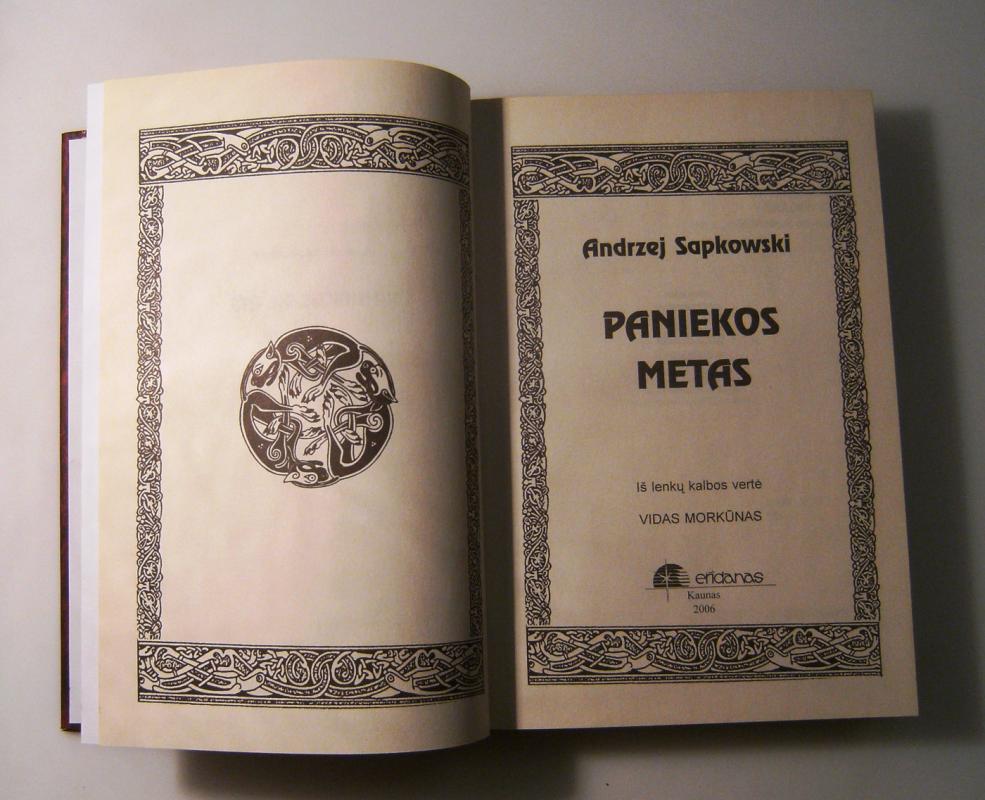 Andrzej Sapkowski
PANIEKOS
METAS
Iš lenkų kalbos vertė
VIDAS MORKŪNAS
eridanas
Kaunas
2006